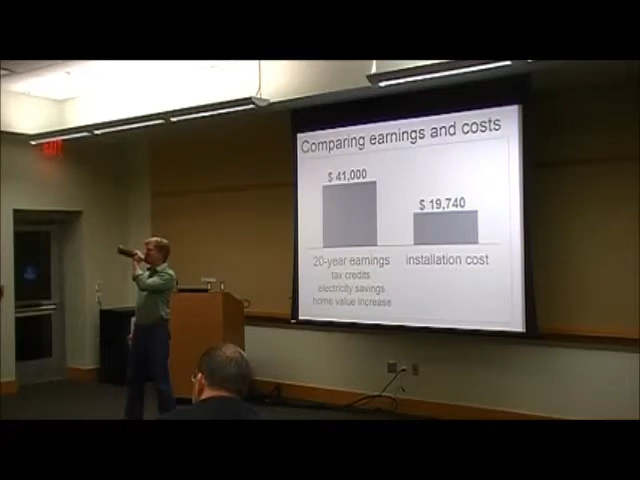 Comparing earnings and costs
$ 41,000
$ 19,740
20-year earnings
tax credits
electricity savings
home value increase
installation cost